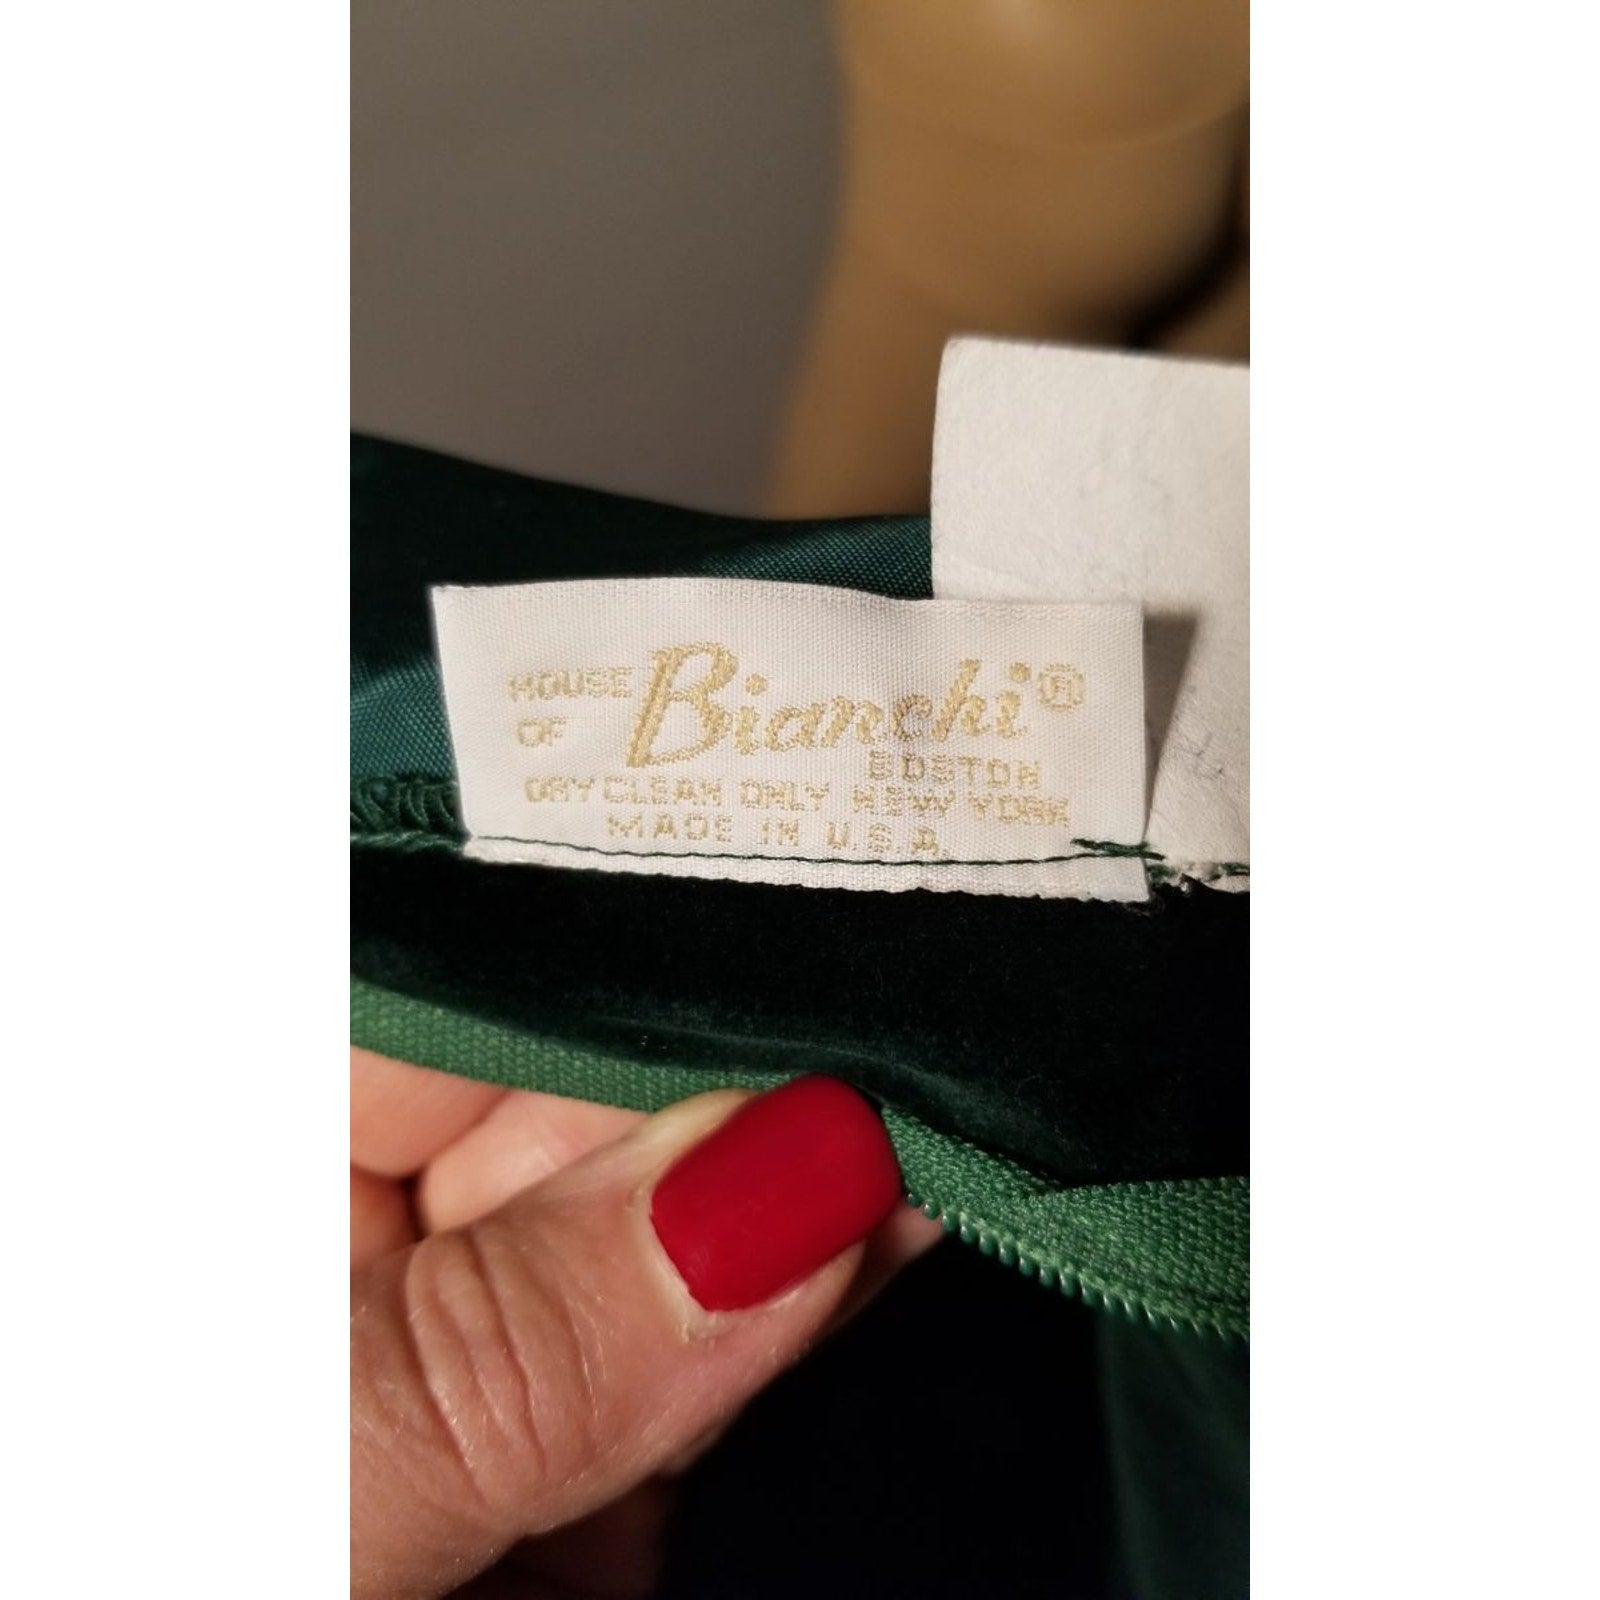 HOUSE OF Bianchi®
BOSTON
DRY CLEAN ONLY NEW YORK
MADE IN U.S.A.